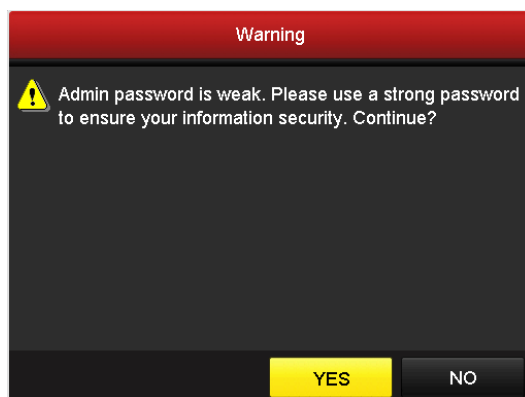 Warning
Admin password is weak. Please use a strong password
to ensure your information security. Continue?
YES
NO